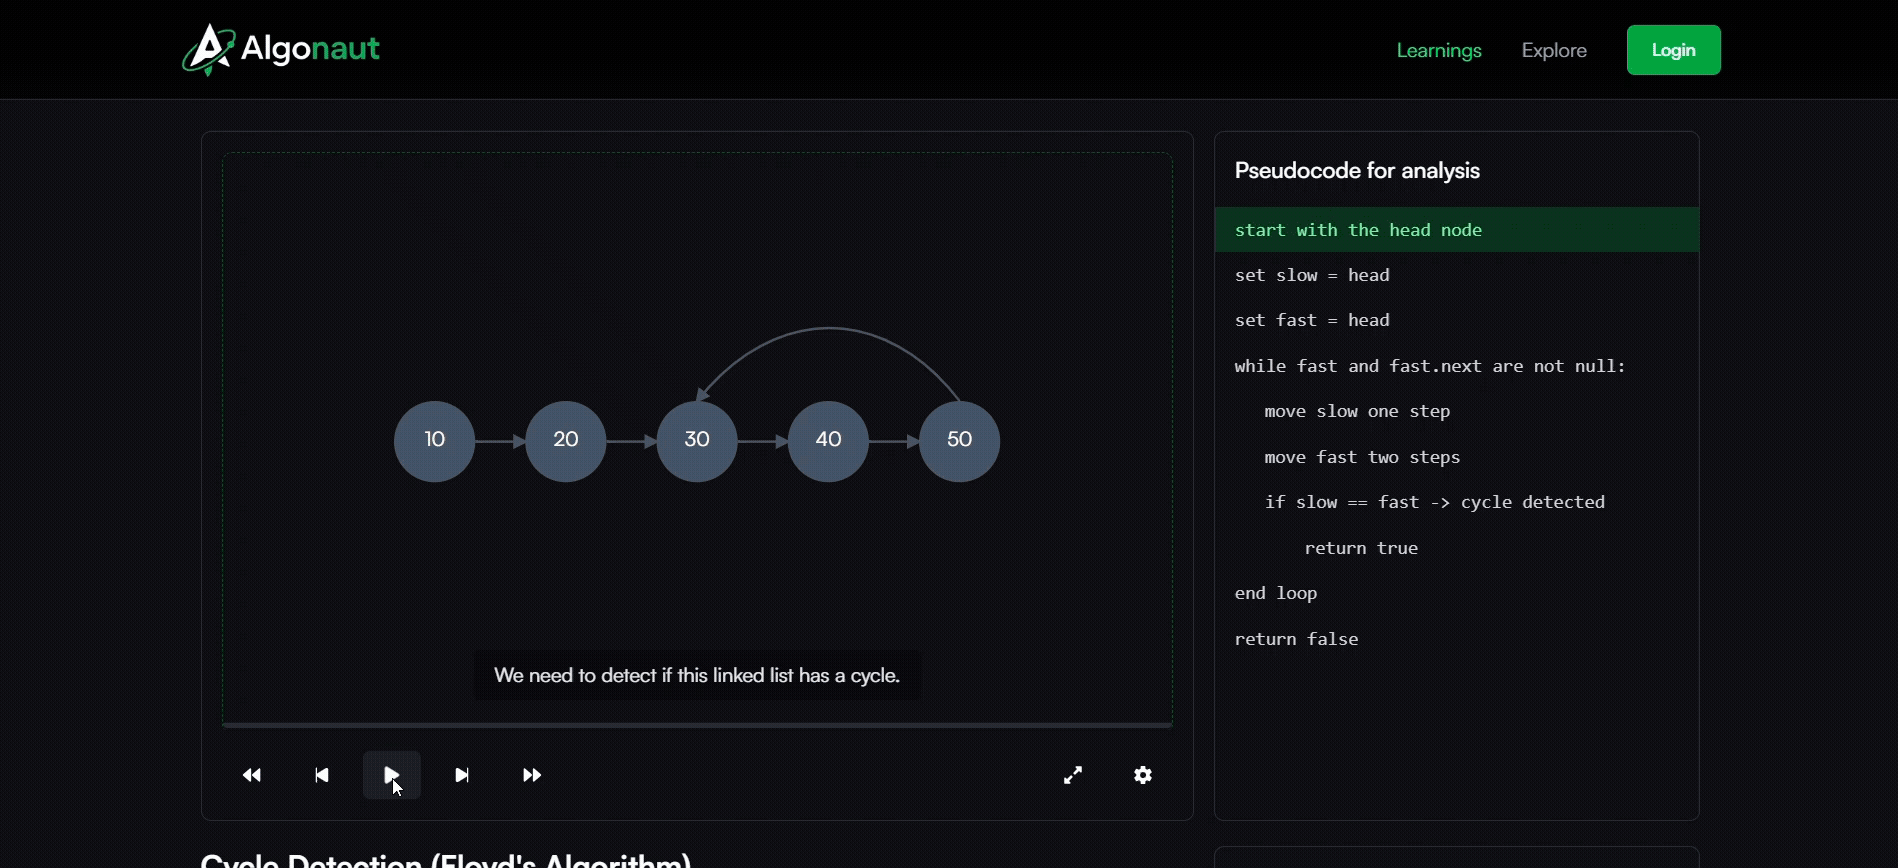 Algonaut
Learnings
Explore
Login
10
20
30
40
50
We need to detect if this linked list has a cycle.
Pseudocode for analysis
start with the head node
set slow = head
set fast = head
while fast and fast.next are not null:
move slow one step
move fast two steps
if slow == fast -> cycle detected
return true
end loop
return false
Cycle Detection (Floyd's Algorithm)